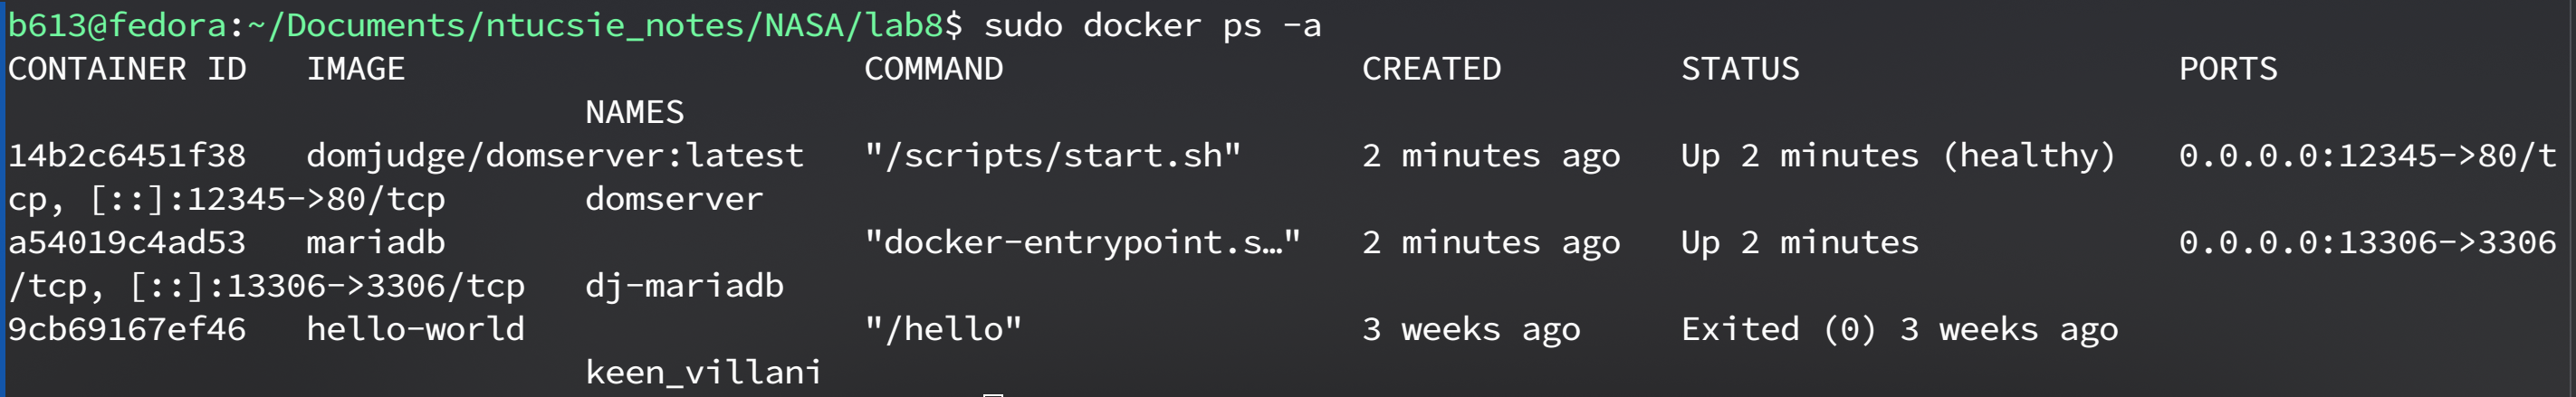 b613@fedora:~/Documents/ntucsie_notes/NASA/lab8$ sudo docker ps -a
CONTAINER ID   IMAGE                       COMMAND                  CREATED         STATUS                   PORTS
                             NAMES
14b2c6451f38   domjudge/domserver:latest   "/scripts/start.sh"      2 minutes ago   Up 2 minutes (healthy)   0.0.0.0:12345->80/t
cp, [::]:12345->80/tcp       domserver
a54019c4ad53   mariadb                     "docker-entrypoint.s…"   2 minutes ago   Up 2 minutes             0.0.0.0:13306->3306
/tcp, [::]:13306->3306/tcp   dj-mariadb
9cb69167ef46   hello-world                 "/hello"                 3 weeks ago     Exited (0) 3 weeks ago
                             keen_villani